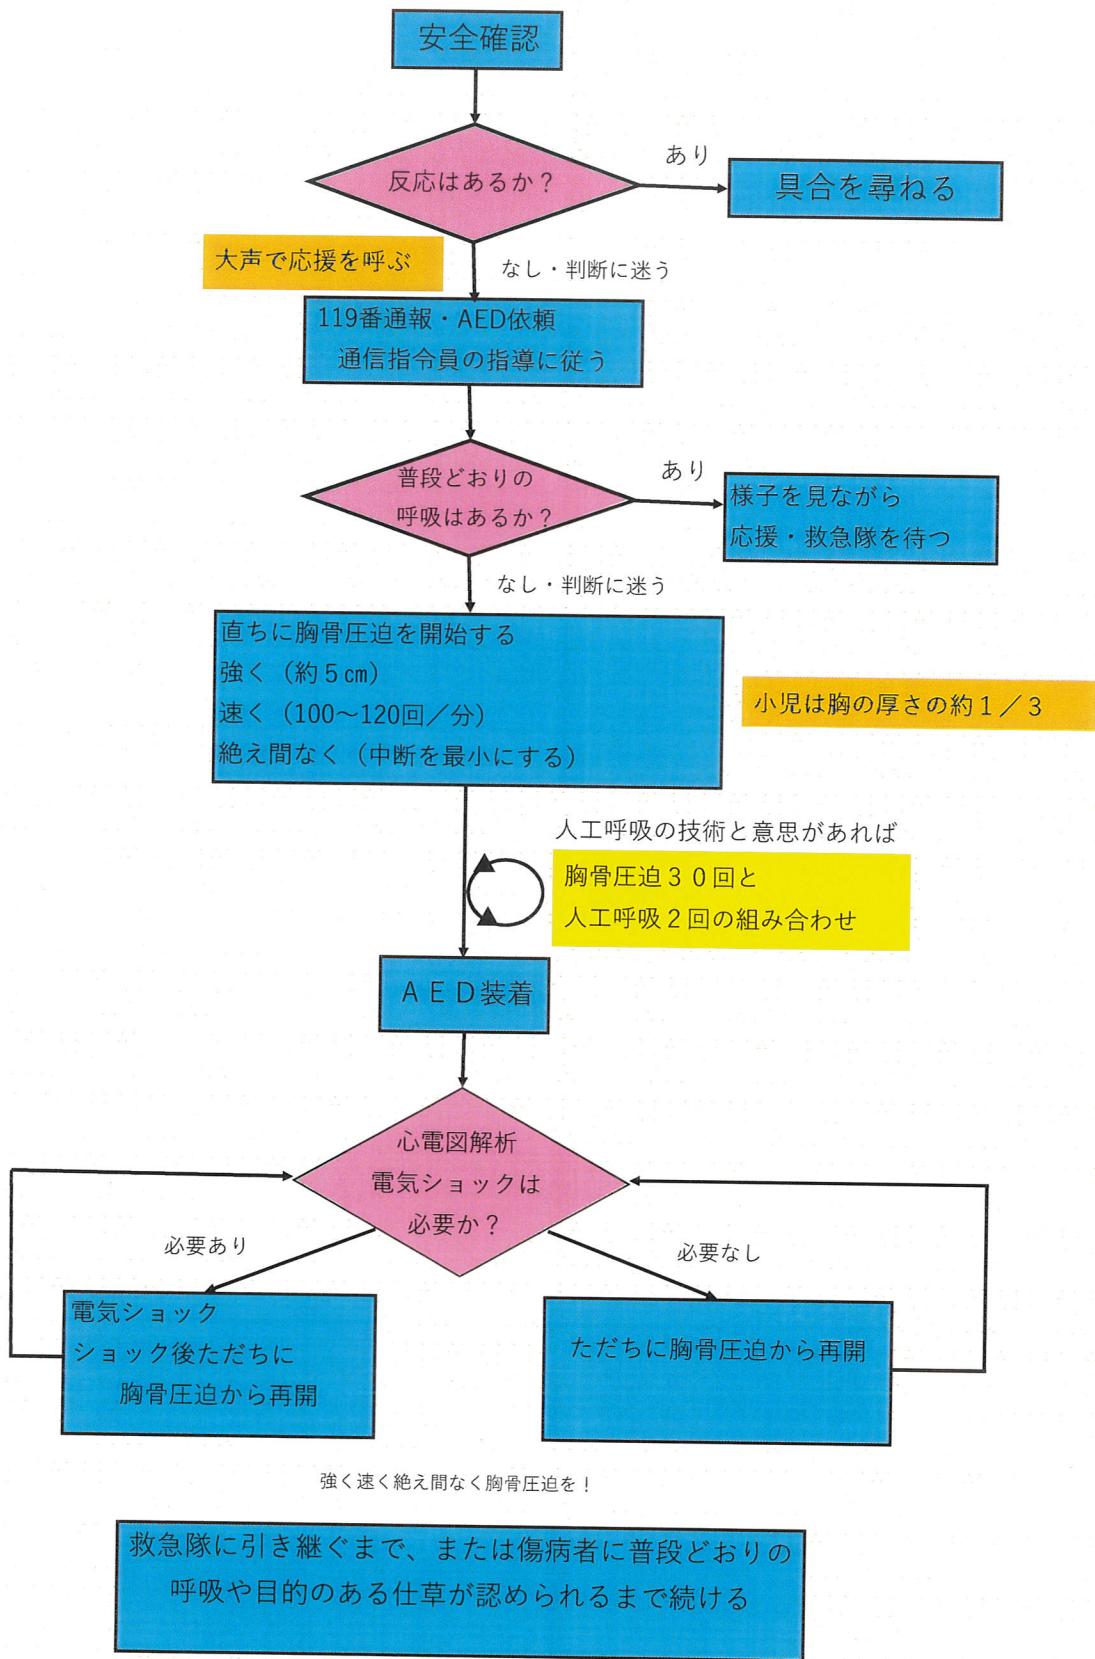 安全確認
反応はあるか？
あり
具合を尋ねる
大声で応援を呼ぶ
なし・判断に迷う
119番通報・AED依頼
通信指令員の指導に従う
普段どおりの
呼吸はあるか？
あり
様子を見ながら
応援・救急隊を待つ
なし・判断に迷う
直ちに胸骨圧迫を開始する
強く（約５㎝）
速く（100～120回／分）
絶え間なく（中断を最小にする）
小児は胸の厚さの約１／３
人工呼吸の技術と意思があれば
胸骨圧迫３０回と
人工呼吸２回の組み合わせ
ＡＥＤ装着
心電図解析
電気ショックは
必要か？
必要あり
必要なし
電気ショック
ショック後ただちに
胸骨圧迫から再開
ただちに胸骨圧迫から再開
強く速く絶え間なく胸骨圧迫を！
救急隊に引き継ぐまで、または傷病者に普段どおりの
呼吸や目的のある仕草が認められるまで続ける